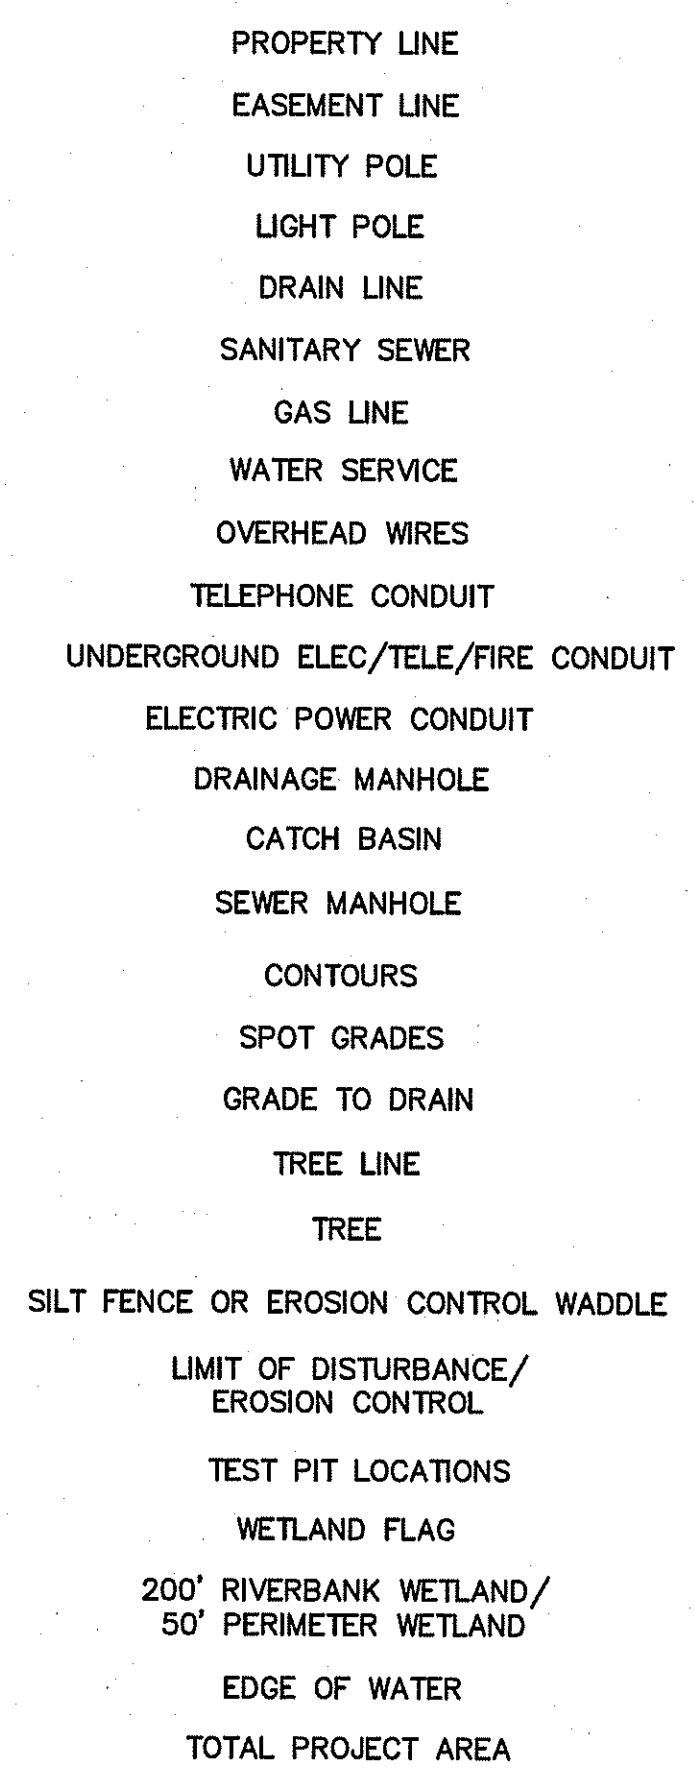 PROPERTY LINE
EASEMENT LINE
UTILITY POLE
LIGHT POLE
DRAIN LINE
SANITARY SEWER
GAS LINE
WATER SERVICE
OVERHEAD WIRES
TELEPHONE CONDUIT
UNDERGROUND ELEC/TELE/FIRE CONDUIT
ELECTRIC POWER CONDUIT
DRAINAGE MANHOLE
CATCH BASIN
SEWER MANHOLE
CONTOURS
SPOT GRADES
GRADE TO DRAIN
TREE LINE
TREE
SILT FENCE OR EROSION CONTROL WADDLE
LIMIT OF DISTURBANCE/
EROSION CONTROL
TEST PIT LOCATIONS
WETLAND FLAG
200' RIVERBANK WETLAND/
50' PERIMETER WETLAND
EDGE OF WATER
TOTAL PROJECT AREA